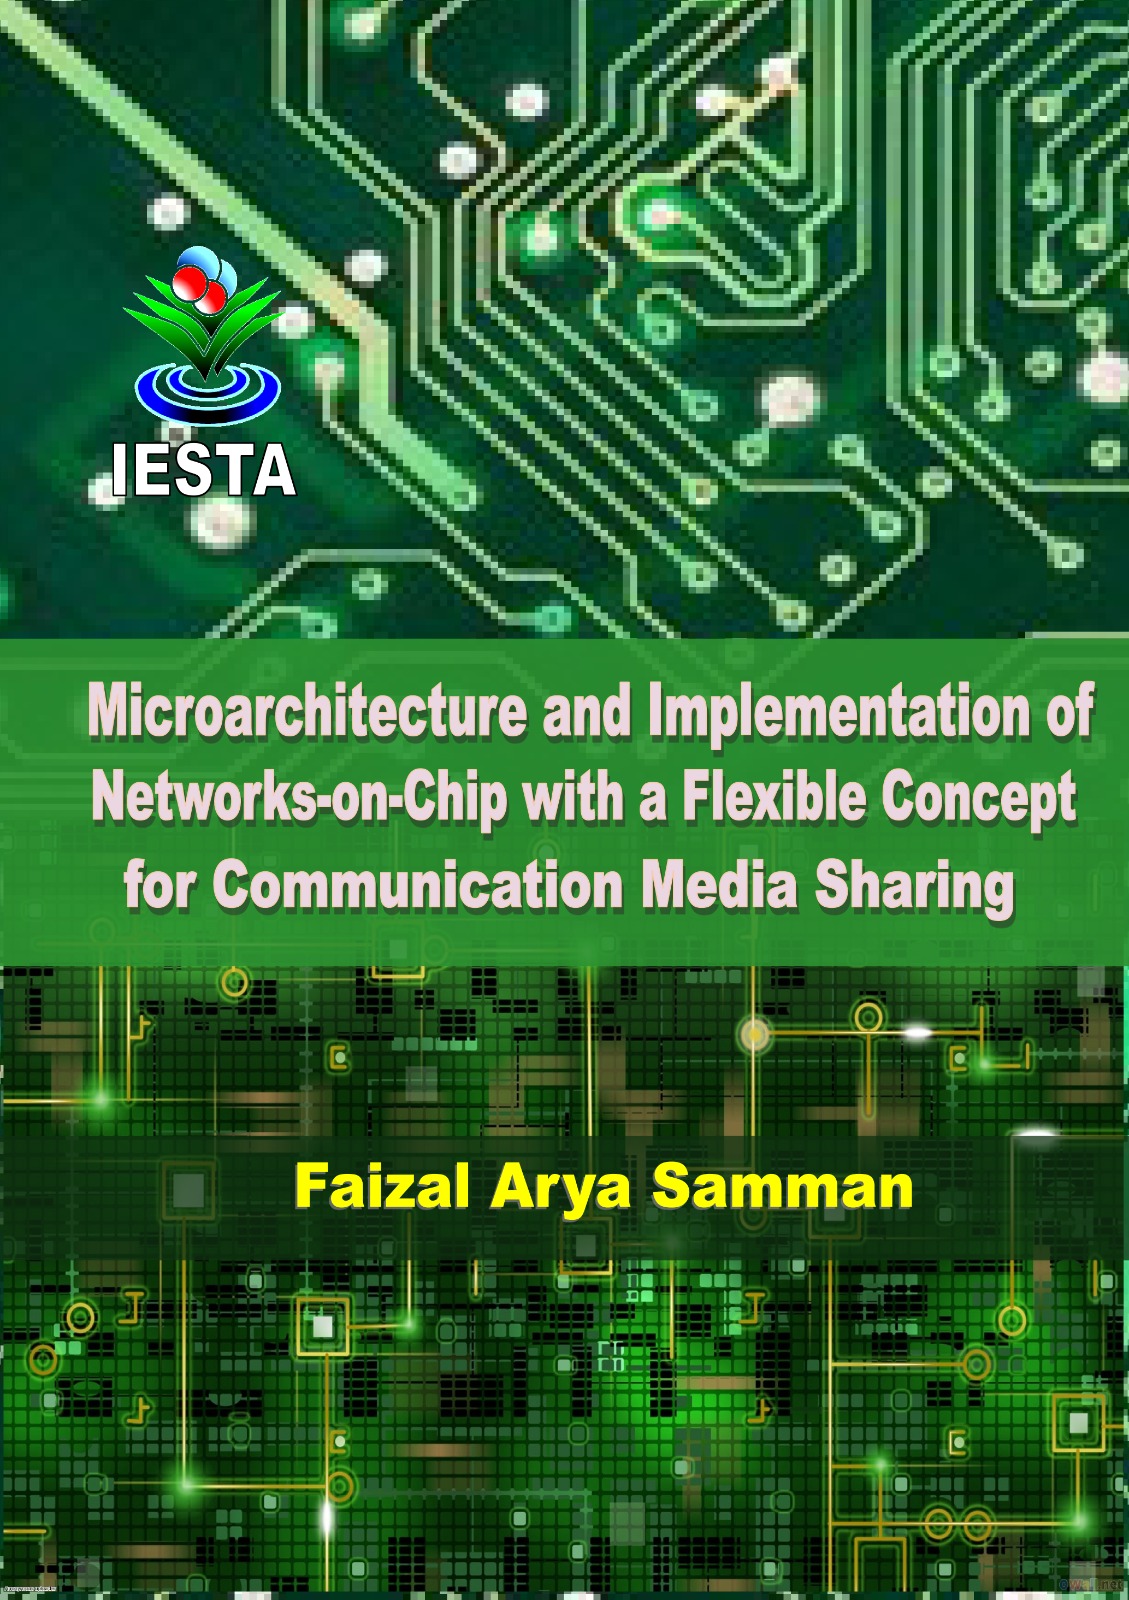 IESTA
Microarchitecture and Implementation of
Networks-on-Chip with a Flexible Concept
for Communication Media Sharing
Faizal Arya Samman